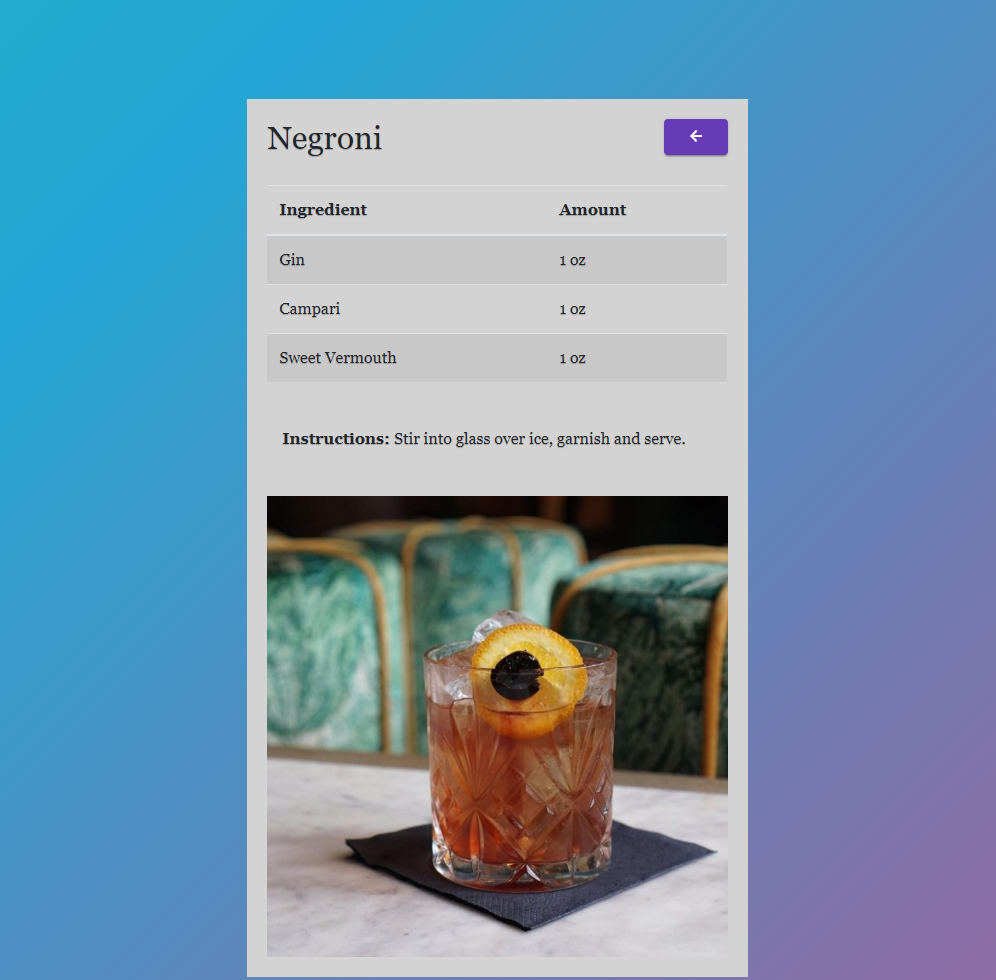 Negroni
Ingredient Amount
Gin 1 oz
Campari 1 oz
Sweet Vermouth 1 oz
Instructions: Stir into glass over ice, garnish and serve.